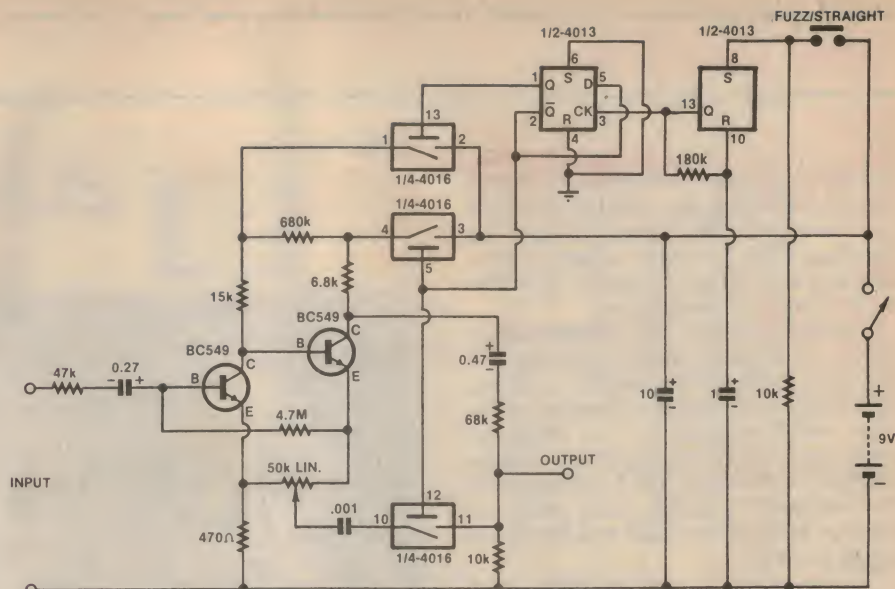 FUZZ/STRAIGHT
1/2-4013
1/2-4013
6
8
1 Q S D 5
13 Q S
2 Q̅ R CK 3
R
4
10
13
1 2
1/4-4016
180k
1/4-4016
680k
4 3
5
6.8k
15k
BC549
C
BC549
B
E
47k
0.27
- +
B
C
E
+
0.47
-
10
+
-
1
+
-
10k
+
9V
-
4.7M
68k
50k LIN.
OUTPUT
INPUT
12
.001
10 11
470Ω
1/4-4016
10k